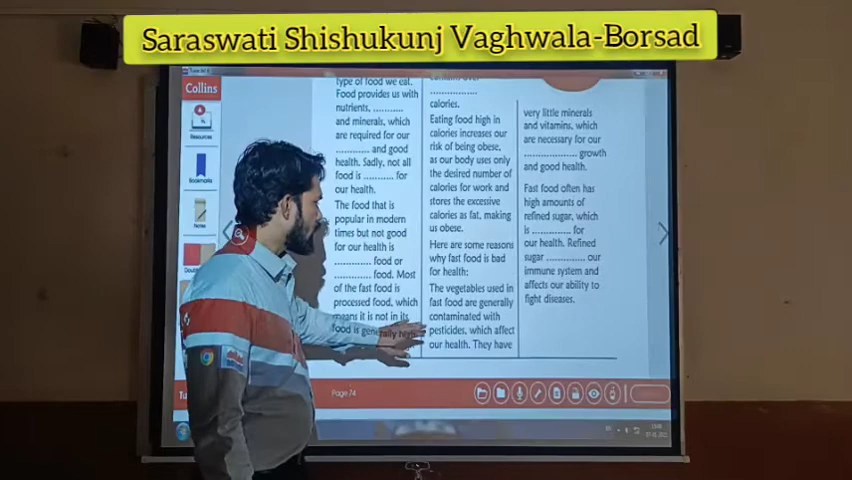 Saraswati Shishukunj Vaghwala-Borsad
Collins
Resources
Bookmarks
Notes
type of food we eat.
Food provides us with
nutrients, ...........
and minerals, which
are required for our
............ and good
health. Sadly, not all
food is ............ for
our health.
The food that is
popular in modern
times but not good
for our health is
............. food or
............. food. Most
of the fast food is
processed food, which
means it is not in its
food is generally
calories.
Eating food high in
calories increases our
risk of being obese,
as our body uses only
the desired number of
calories for work and
stores the excessive
calories as fat, making
us obese.
Here are some reasons
why fast food is bad
for health:
The vegetables used in
fast food are generally
contaminated with
pesticides, which affect
our health. They have
very little minerals
and vitamins, which
are necessary for our
.................. growth
and good health.
Fast food often has
high amounts of
refined sugar, which
is ............. for
our health. Refined
sugar .............. our
immune system and
affects our ability to
fight diseases.
Page 74